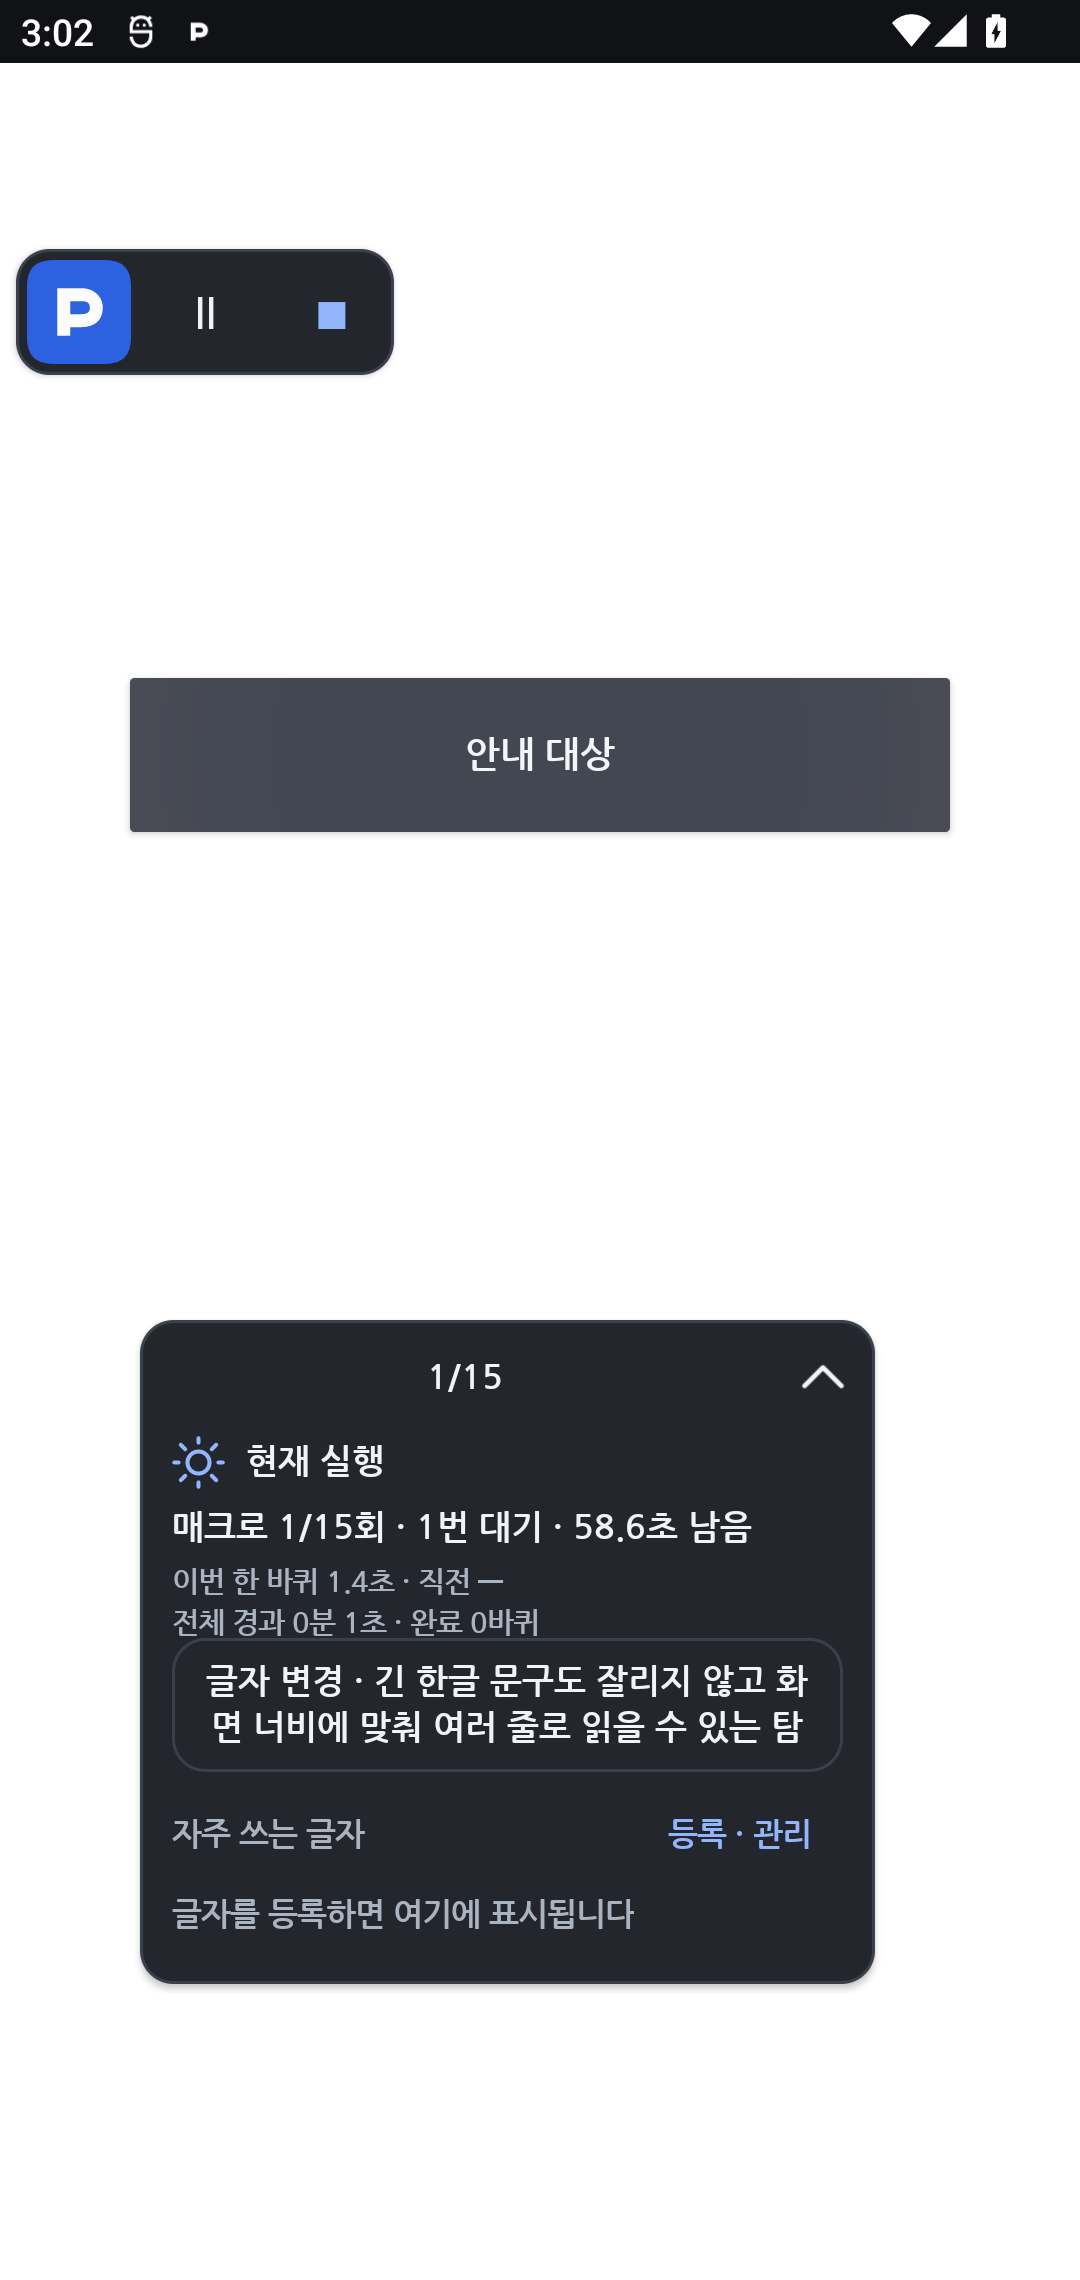 3:02
P
안내 대상
1/15
현재 실행
매크로 1/15회 · 1번 대기 · 58.6초 남음
이번 한 바퀴 1.4초 · 직전 —
전체 경과 0분 1초 · 완료 0바퀴
글자 변경 · 긴 한글 문구도 잘리지 않고 화
면 너비에 맞춰 여러 줄로 읽을 수 있는 탐
자주 쓰는 글자
등록 · 관리
글자를 등록하면 여기에 표시됩니다